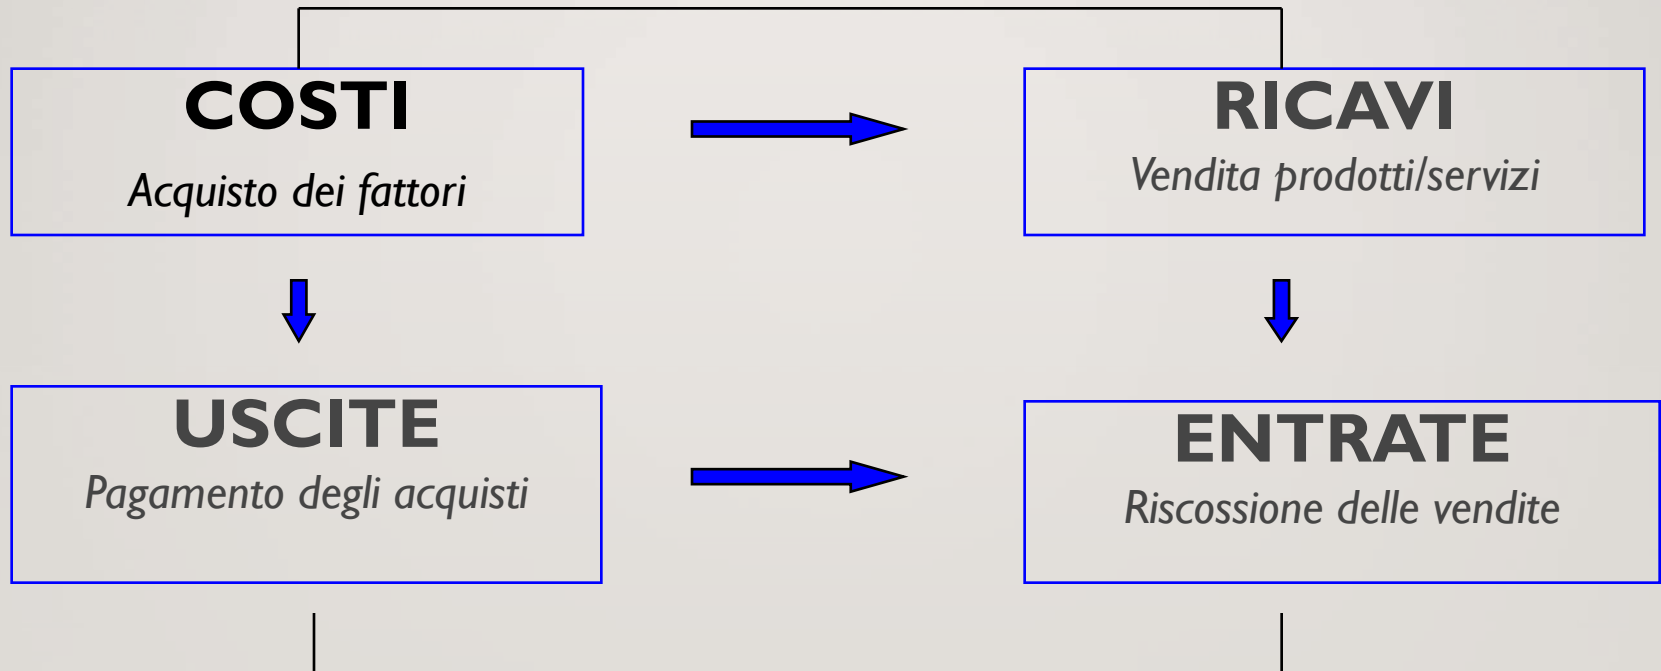 COSTI
Acquisto dei fattori
RICAVI
Vendita prodotti/servizi
USCITE
Pagamento degli acquisti
ENTRATE
Riscossione delle vendite